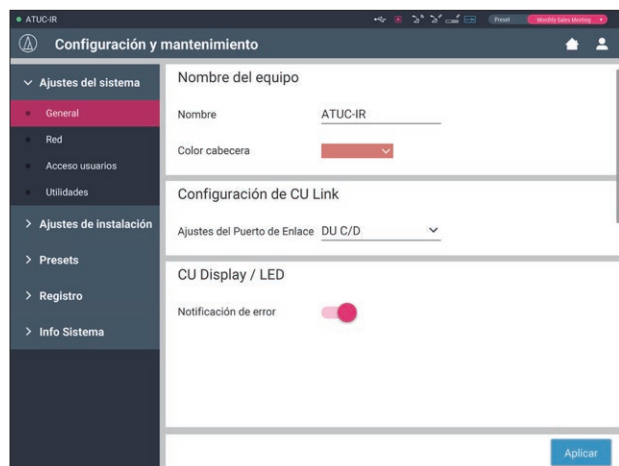 ATUC-IR
Preset Monthly Sales Meeting
Configuración y mantenimiento
Ajustes del sistema
General
Red
Acceso usuarios
Utilidades
Ajustes de instalación
Presets
Registro
Info Sistema
Nombre del equipo
Nombre ATUC-IR
Color cabecera
Configuración de CU Link
Ajustes del Puerto de Enlace DU C/D
CU Display / LED
Notificación de error
Aplicar